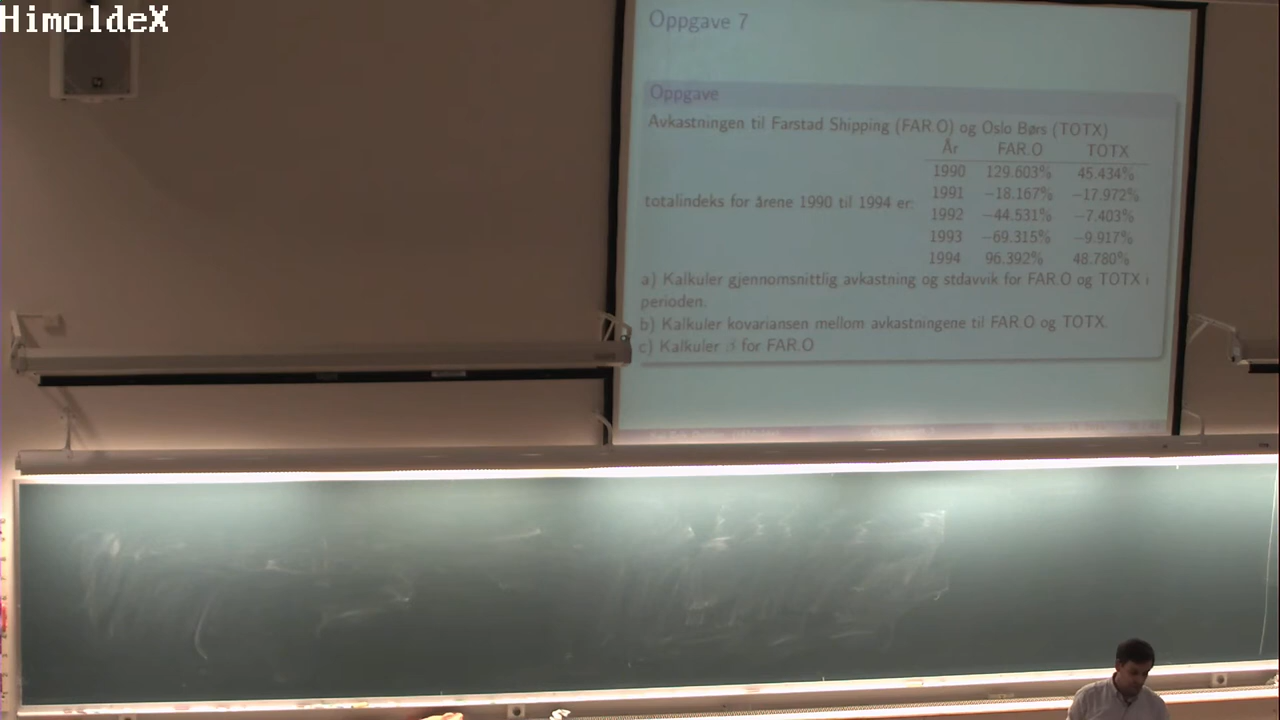 HimoldeX
Oppgave 7
Oppgave
Avkastningen til Farstad Shipping (FAR.O) og Oslo Børs (TOTX)
År FAR.O TOTX
1990 129.603% 45.434%
1991 −18.167% −17.972%
totalindeks for årene 1990 til 1994 er:
1992 −44.531% −7.403%
1993 −69.315% −9.917%
1994 96.392% 48.780%
a) Kalkuler gjennomsnittlig avkastning og stdavvik for FAR.O og TOTX i
perioden.
b) Kalkuler kovariansen mellom avkastningene til FAR.O og TOTX.
c) Kalkuler β for FAR.O